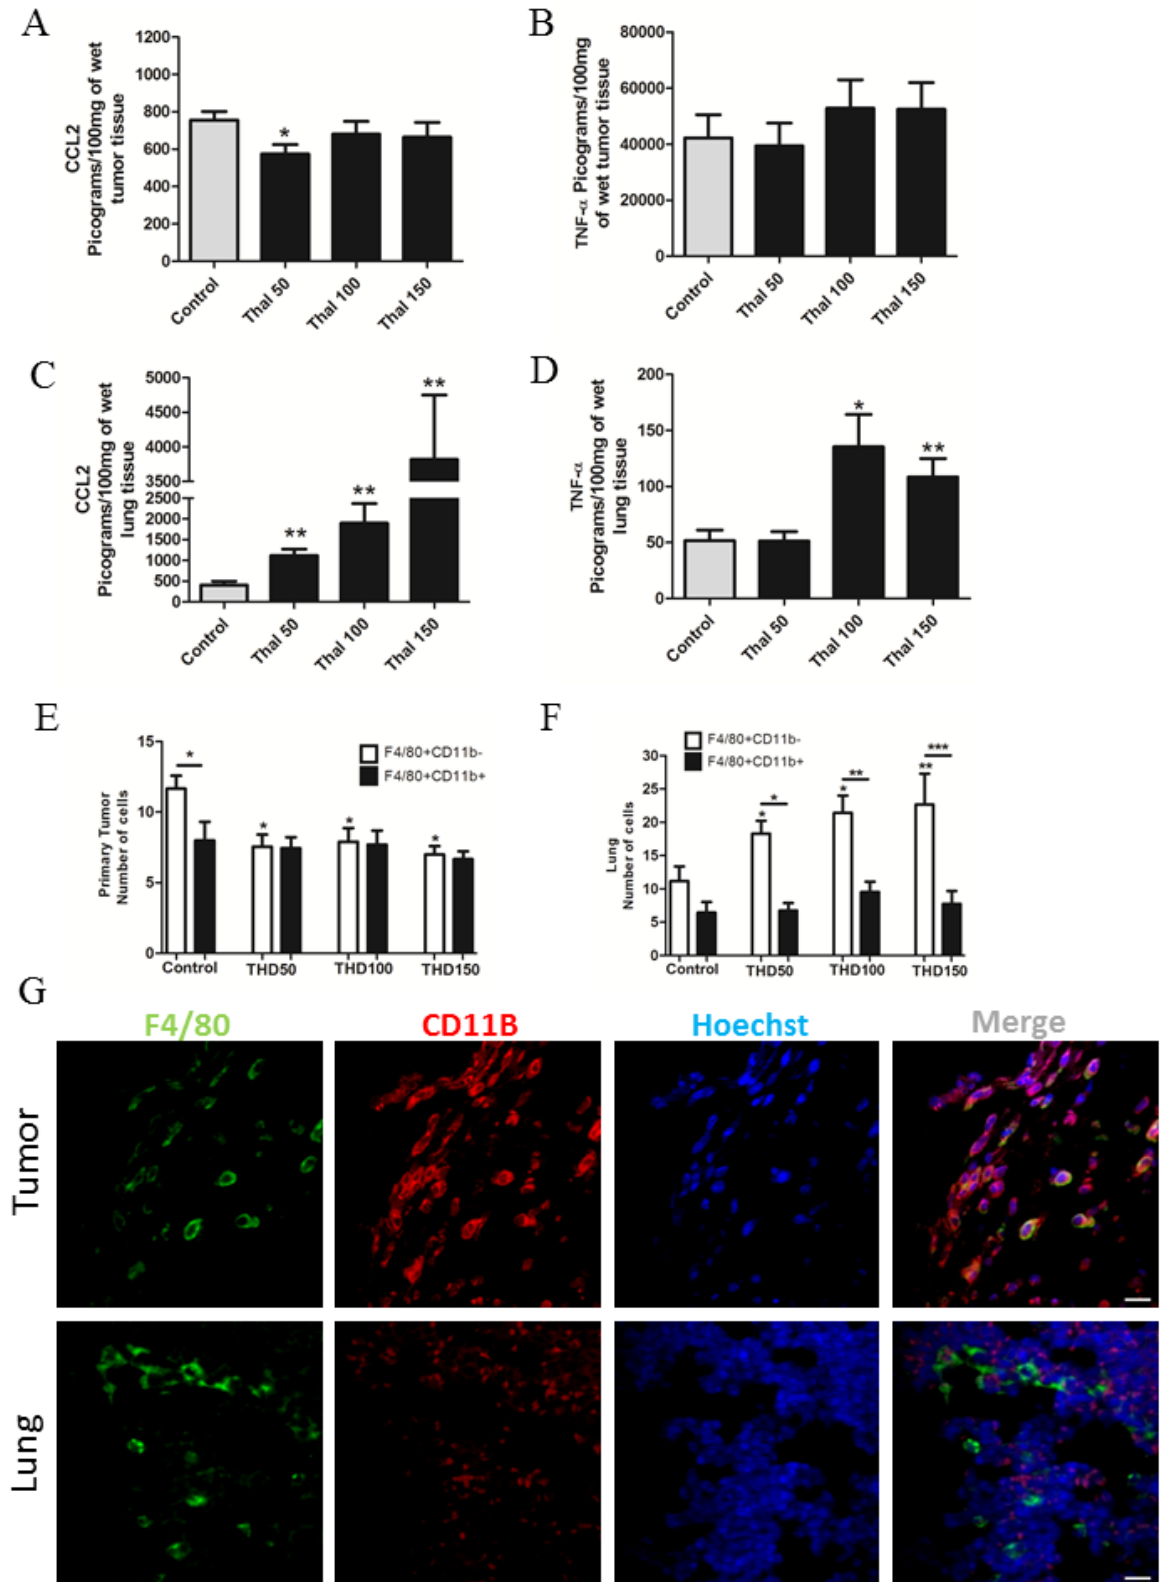 A
CCL2
Picograms/100mg of wet
tumor tissue
1200
1000
800
600
400
200
0
*
Control
Thal 50
Thal 100
Thal 150
B
TNF-α Picograms/100mg
of wet tumor tissue
80000
60000
40000
20000
0
Control
Thal 50
Thal 100
Thal 150
C
CCL2
Picograms/100mg of wet
lung tissue
5000
4500
4000
3500
2500
2000
1500
1000
500
0
**
**
**
Control
Thal 50
Thal 100
Thal 150
D
TNF-α
Picograms/100mg of wet
lung tissue
200
150
100
50
0
*
**
Control
Thal 50
Thal 100
Thal 150
E
Primary Tumor
Number of cells
15
10
5
0
F4/80+CD11b-
F4/80+CD11b+
*
*
*
*
Control
THD50
THD100
THD150
F
Lung
Number of cells
30
25
20
15
10
5
0
F4/80+CD11b-
F4/80+CD11b+
*
*
**
*
***
**
Control
THD50
THD100
THD150
G
F4/80
CD11B
Hoechst
Merge
Tumor
Lung